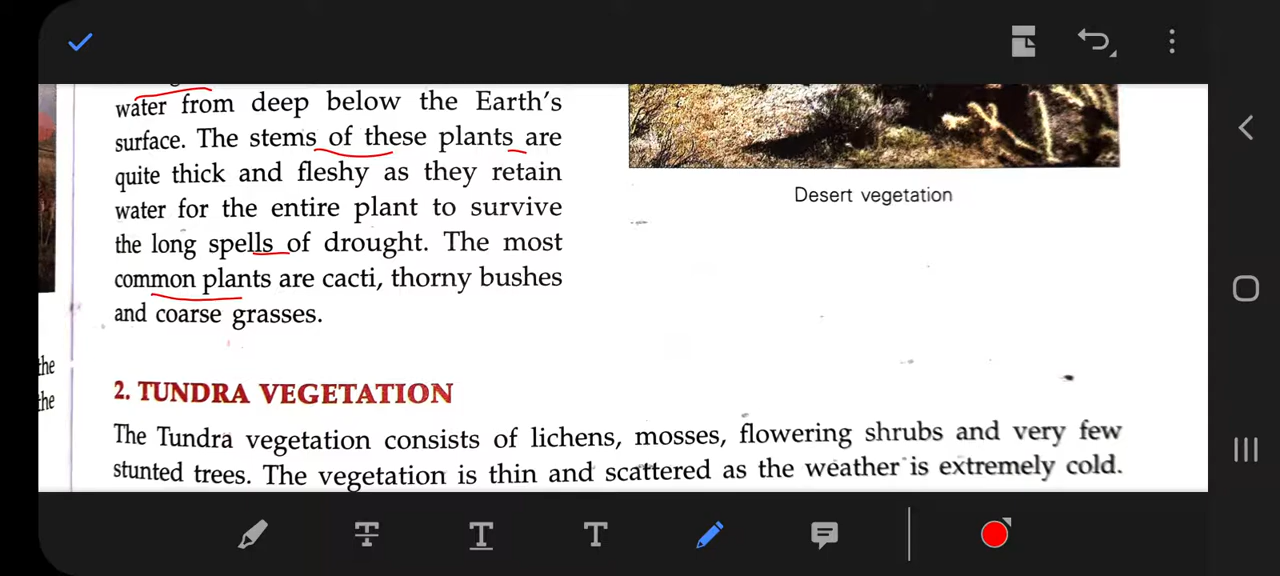 water from deep below the Earth's
surface. The stems of these plants are
quite thick and fleshy as they retain
water for the entire plant to survive
the long spells of drought. The most
common plants are cacti, thorny bushes
and coarse grasses.
Desert vegetation
the
the
2. TUNDRA VEGETATION
The Tundra vegetation consists of lichens, mosses, flowering shrubs and very few
stunted trees. The vegetation is thin and scattered as the weather is extremely cold.